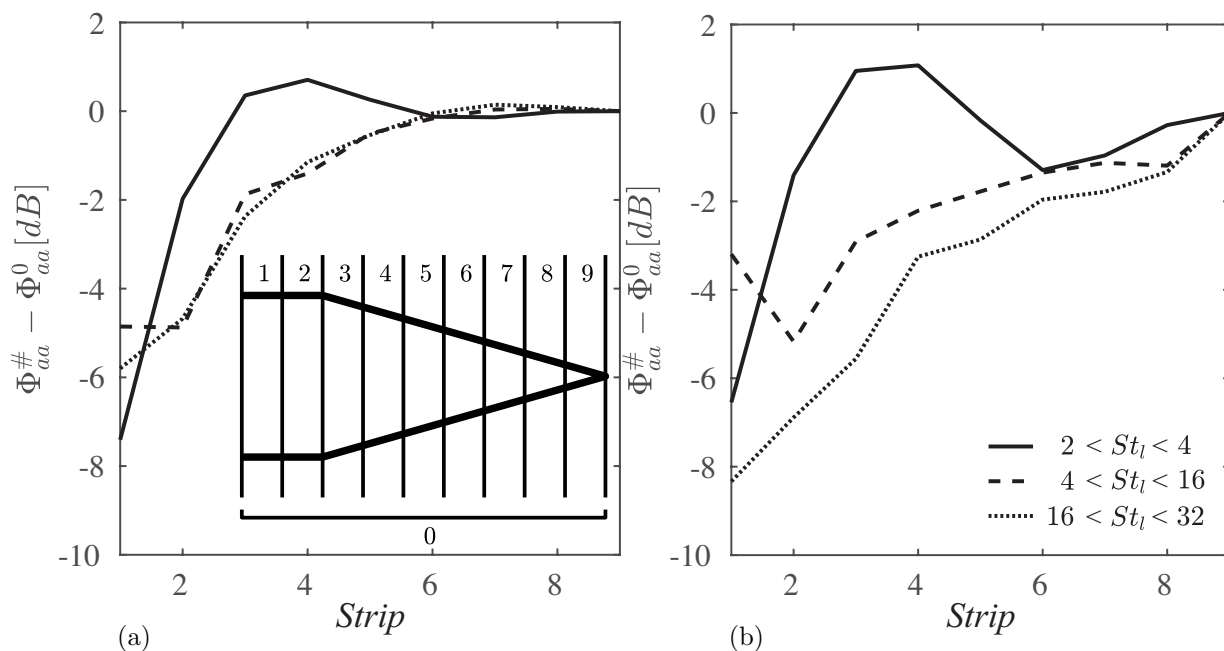 2
0
-2
-4
-6
-8
-10
2
4
6
8
Strip
Φ#aa − Φ0aa[dB]
1 2 3 4 5 6 7 8 9
0
(a)
2
0
-2
-4
-6
-8
-10
2
4
6
8
Strip
Φ#aa − Φ0aa[dB]
2 < Stl < 4
4 < Stl < 16
16 < Stl < 32
(b)